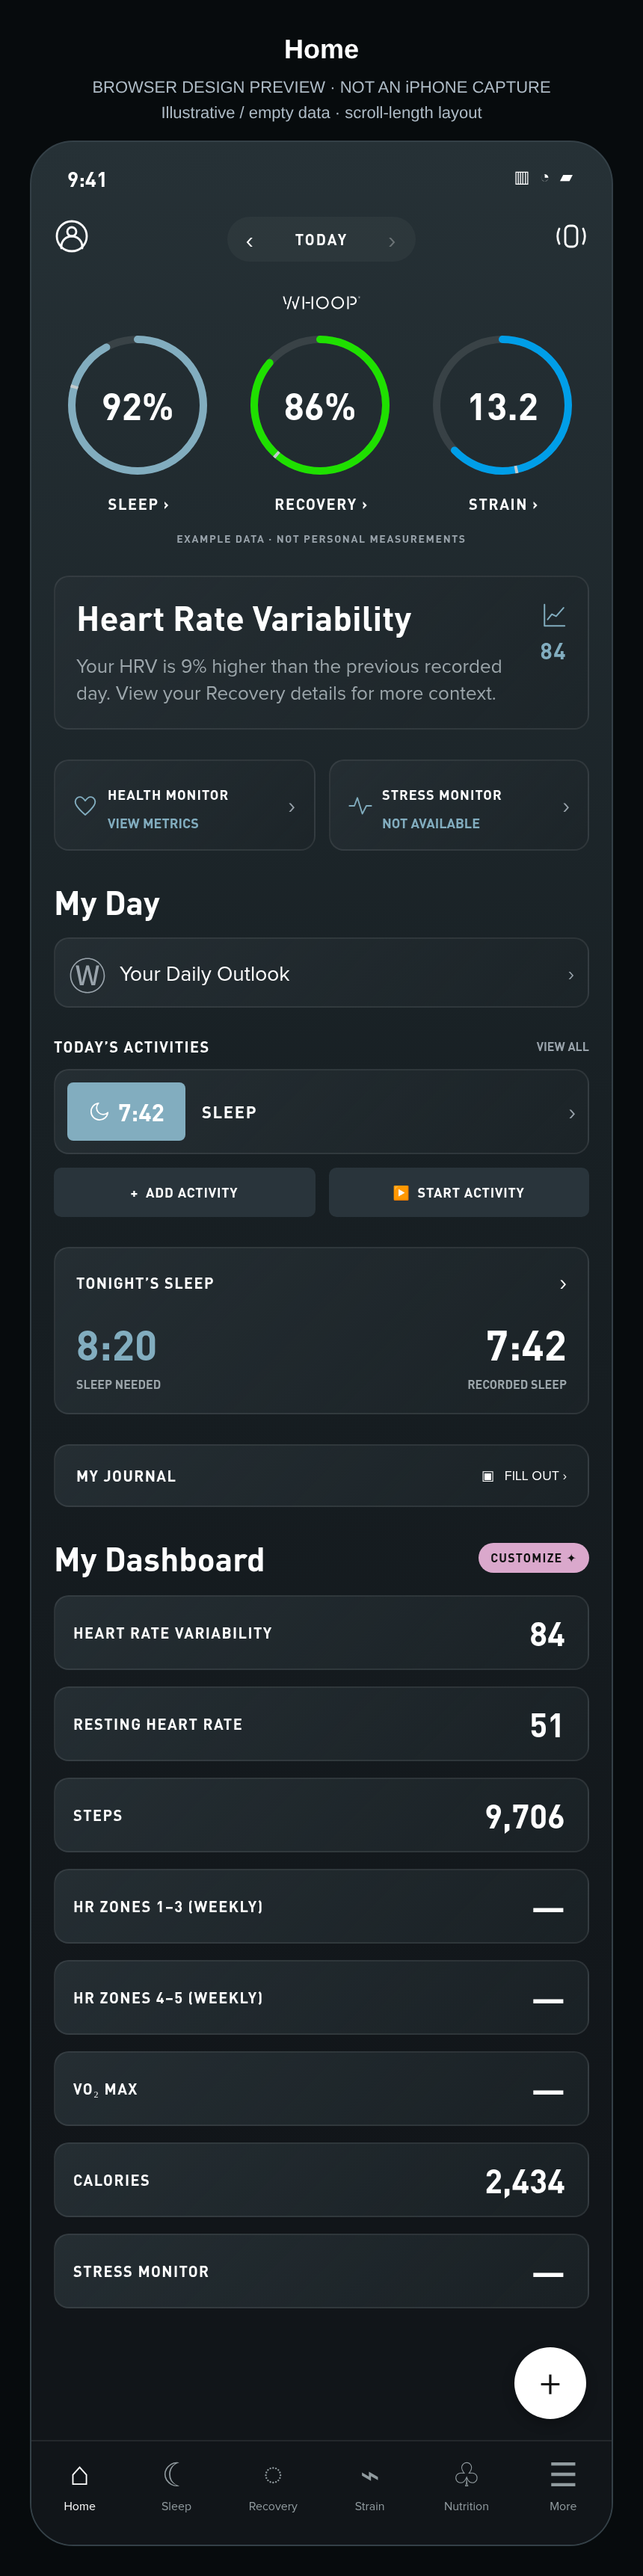 Home
BROWSER DESIGN PREVIEW · NOT AN iPHONE CAPTURE
Illustrative / empty data · scroll-length layout
9:41
‹ TODAY ›
WHOOP
92% 86% 13.2
SLEEP › RECOVERY › STRAIN ›
EXAMPLE DATA · NOT PERSONAL MEASUREMENTS
Heart Rate Variability
84
Your HRV is 9% higher than the previous recorded
day. View your Recovery details for more context.
HEALTH MONITOR
VIEW METRICS
›
STRESS MONITOR
NOT AVAILABLE
›
My Day
W Your Daily Outlook ›
TODAY’S ACTIVITIES VIEW ALL
7:42 SLEEP ›
+ ADD ACTIVITY ▶️ START ACTIVITY
TONIGHT’S SLEEP ›
8:20 7:42
SLEEP NEEDED RECORDED SLEEP
MY JOURNAL ▣ FILL OUT ›
My Dashboard CUSTOMIZE ✦
HEART RATE VARIABILITY 84
RESTING HEART RATE 51
STEPS 9,706
HR ZONES 1–3 (WEEKLY) —
HR ZONES 4–5 (WEEKLY) —
VO₂ MAX —
CALORIES 2,434
STRESS MONITOR —
+
Home Sleep Recovery Strain Nutrition More